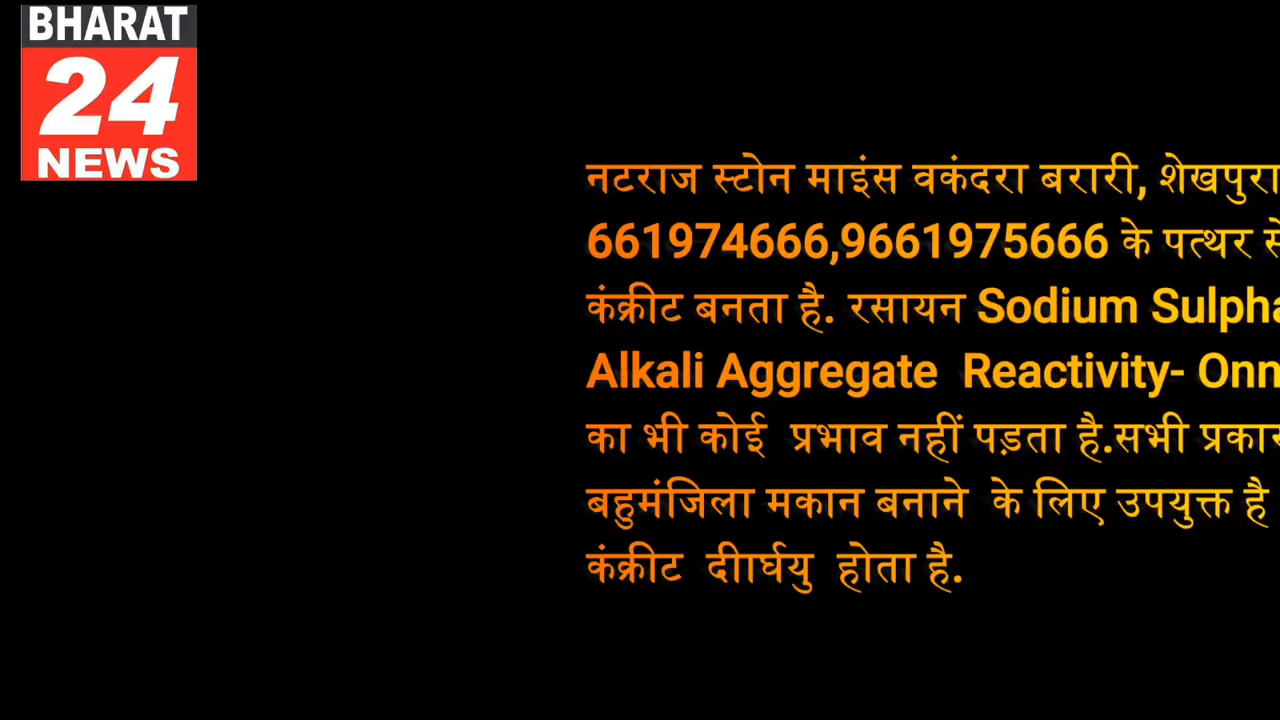 BHARAT
24
NEWS
नटराज स्टोन माइंस वकंदरा बरारी, शेखपुरा
661974666,9661975666 के पत्थर से
कंक्रीट बनता है. रसायन Sodium Sulpha
Alkali Aggregate Reactivity- Onn
का भी कोई प्रभाव नहीं पड़ता है.सभी प्रकार
बहुमंजिला मकान बनाने के लिए उपयुक्त है
कंक्रीट दीार्घयु होता है.